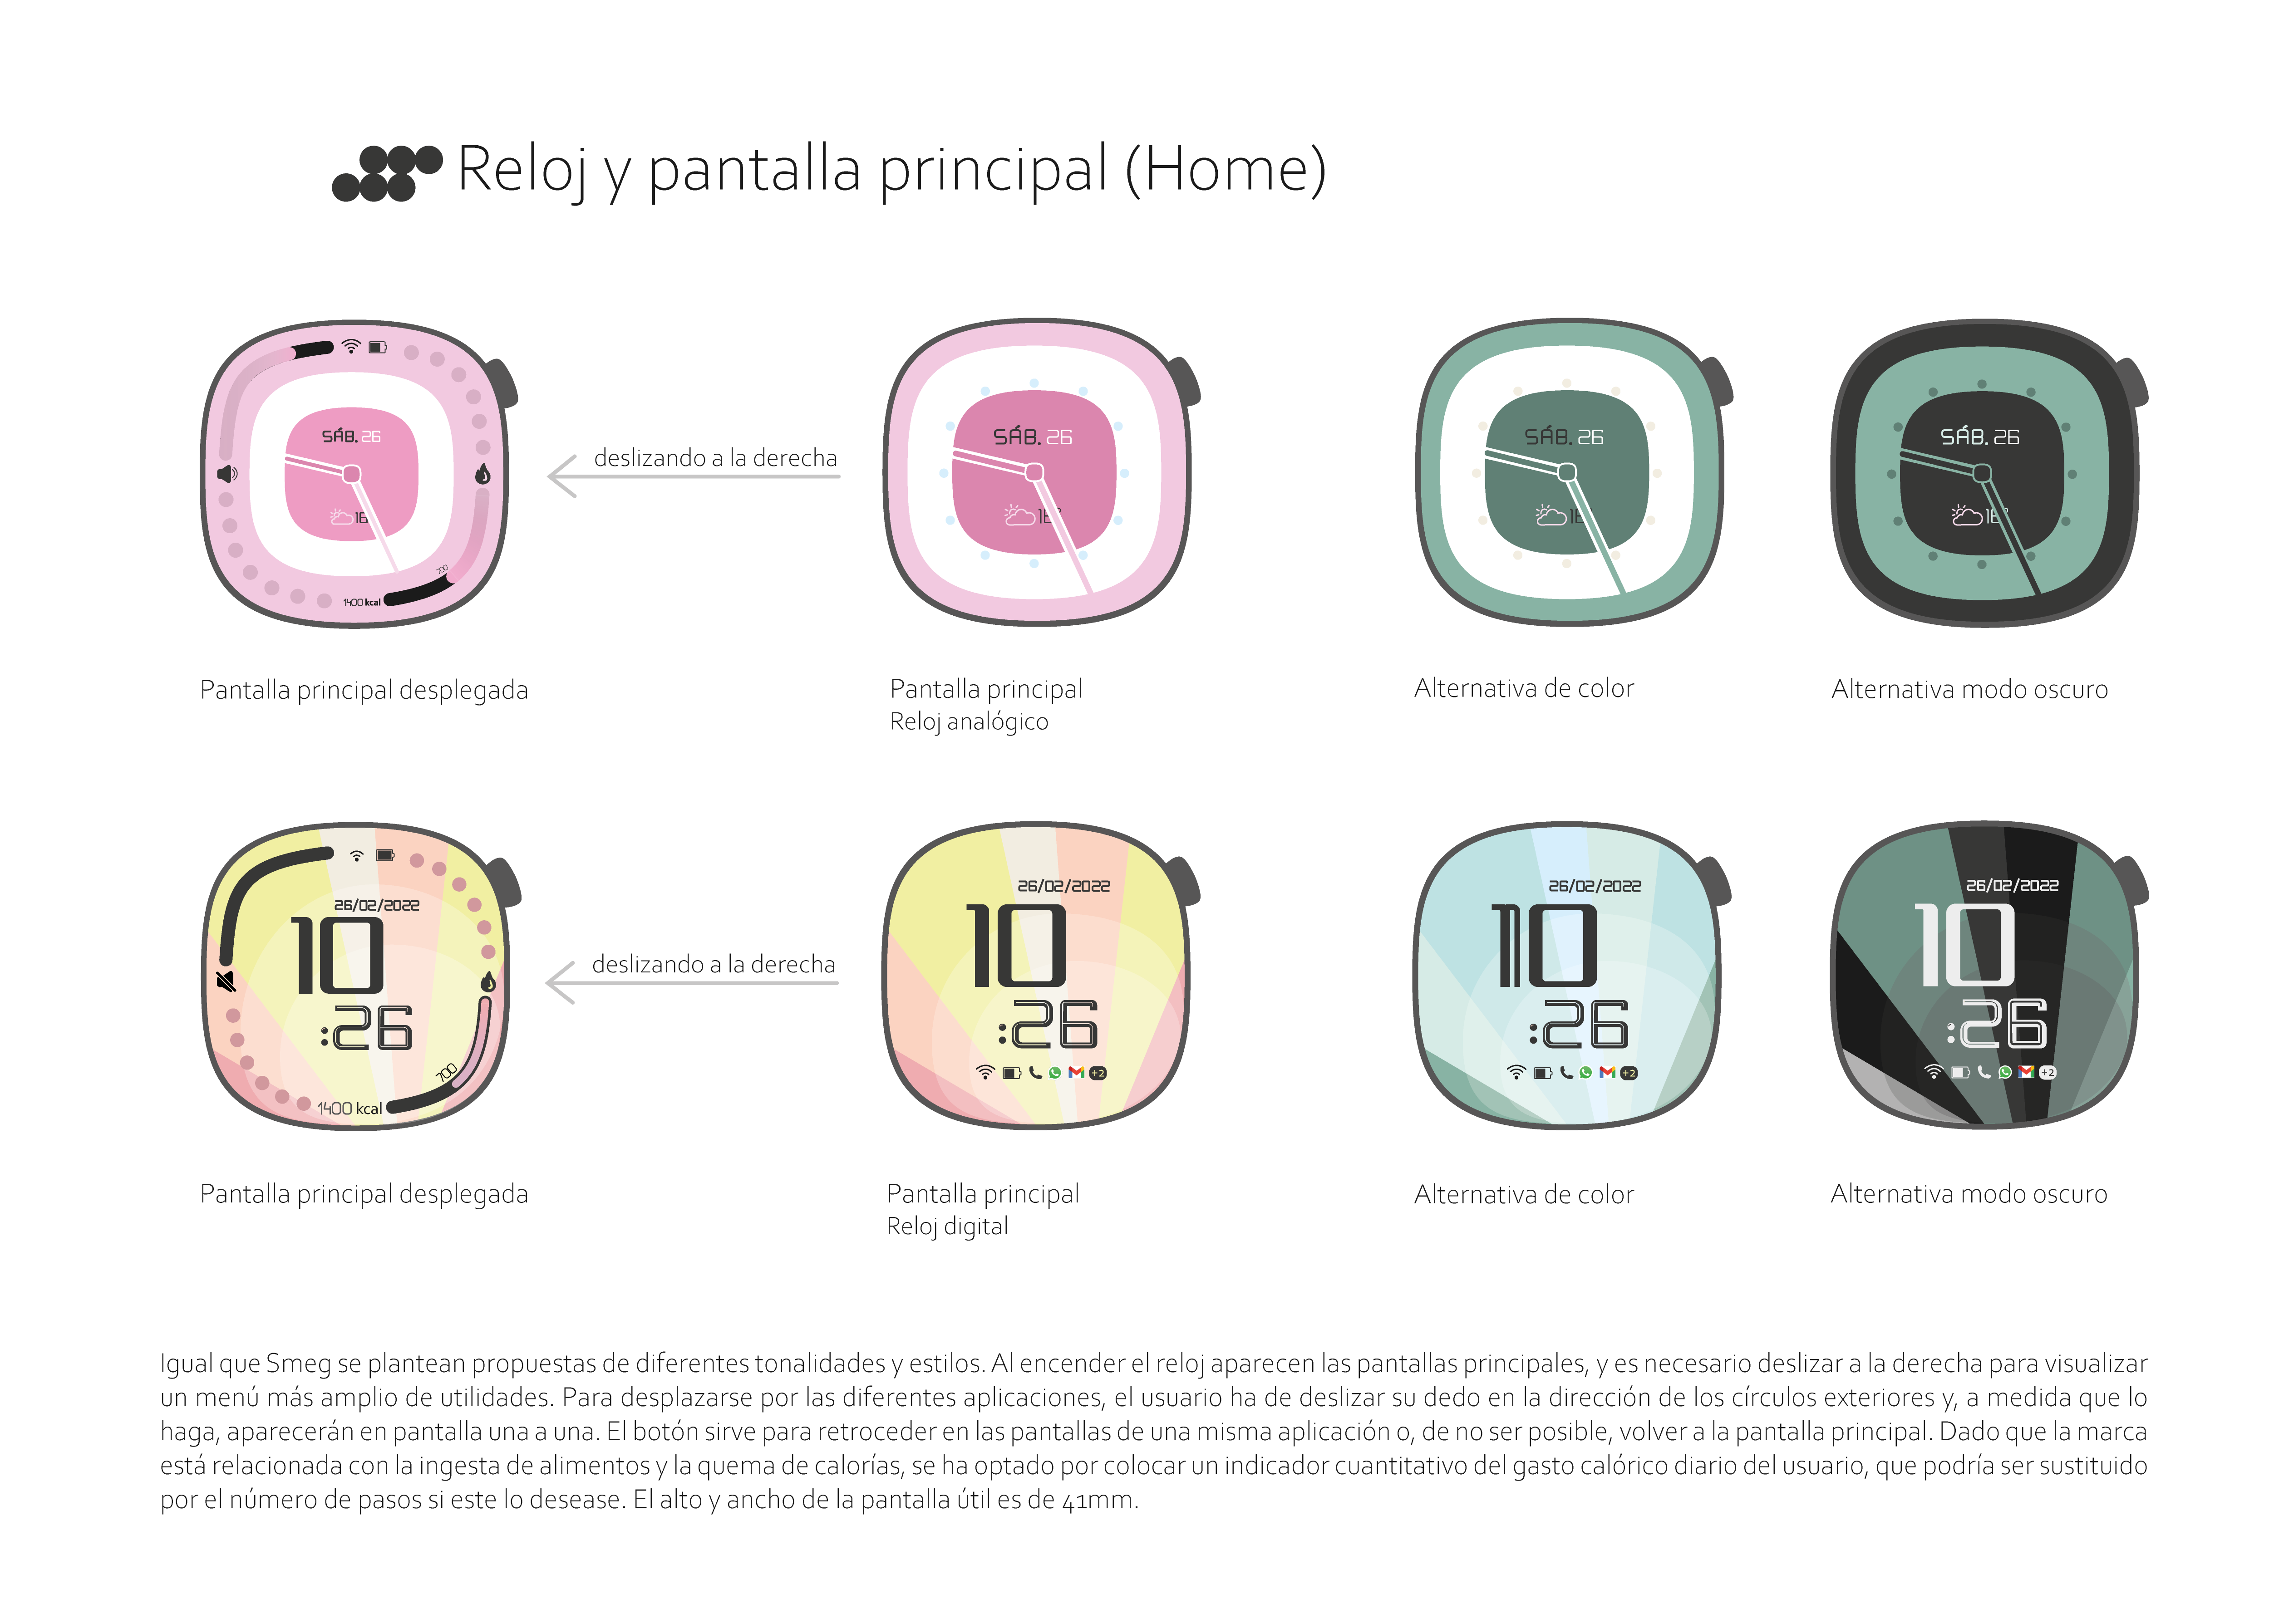 Reloj y pantalla principal (Home)
SÁB. 26
16
700
1400 kcal
deslizando a la derecha
SÁB. 26
SÁB. 26
SÁB. 26
Pantalla principal desplegada
Pantalla principal
Reloj analógico
Alternativa de color
Alternativa modo oscuro
26/02/2022
10
:26
700
1400 kcal
deslizando a la derecha
26/02/2022
10
:26
+2
26/02/2022
10
:26
+2
26/02/2022
10
:26
+2
Pantalla principal desplegada
Pantalla principal
Reloj digital
Alternativa de color
Alternativa modo oscuro
Igual que Smeg se plantean propuestas de diferentes tonalidades y estilos. Al encender el reloj aparecen las pantallas principales, y es necesario deslizar a la derecha para visualizar
un menú más amplio de utilidades. Para desplazarse por las diferentes aplicaciones, el usuario ha de deslizar su dedo en la dirección de los círculos exteriores y, a medida que lo
haga, aparecerán en pantalla una a una. El botón sirve para retroceder en las pantallas de una misma aplicación o, de no ser posible, volver a la pantalla principal. Dado que la marca
está relacionada con la ingesta de alimentos y la quema de calorías, se ha optado por colocar un indicador cuantitativo del gasto calórico diario del usuario, que podría ser sustituido
por el número de pasos si este lo desease. El alto y ancho de la pantalla útil es de 41mm.